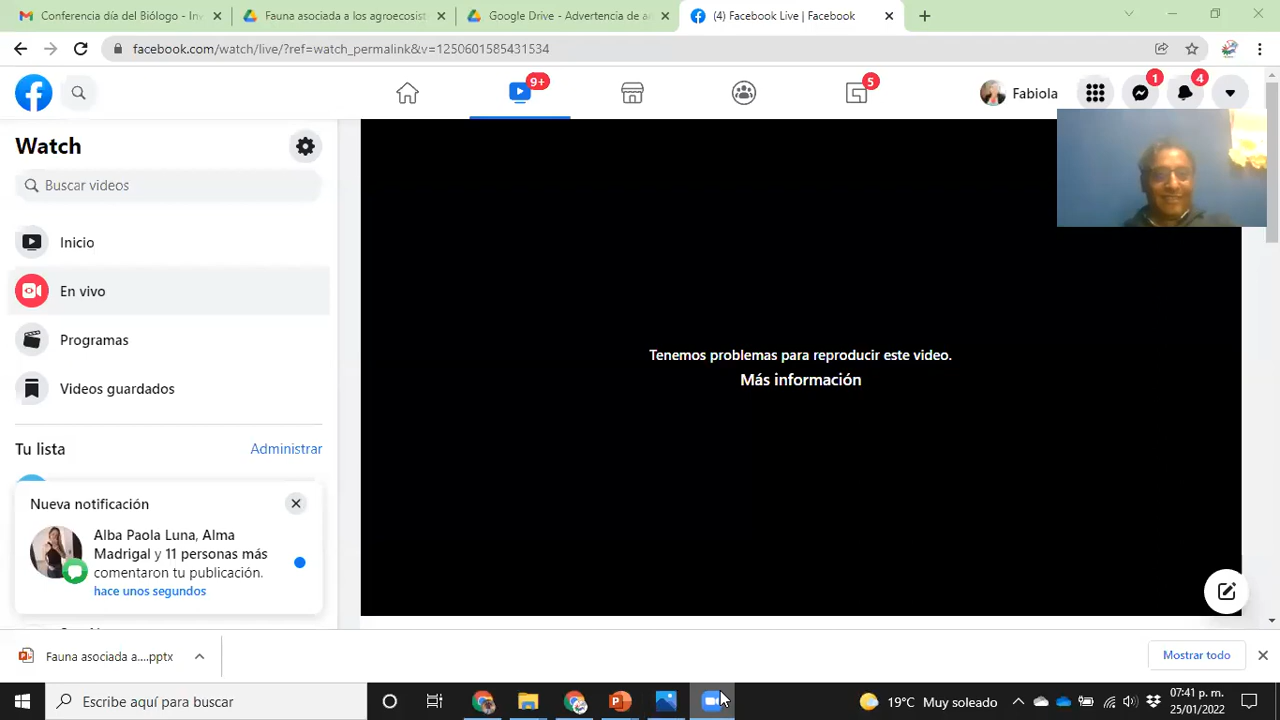 Conferencia día del Biólogo - Inv
Fauna asociada a los agroecosist
Google Drive - Advertencia de a
(4) Facebook Live | Facebook
facebook.com/watch/live/?ref=watch_permalink&v=1250601585431534
9+
5
Fabiola
1
4
Watch
Buscar videos
Inicio
En vivo
Programas
Videos guardados
Tu lista
Administrar
Nueva notificación
Alba Paola Luna, Alma
Madrigal y 11 personas más
comentaron tu publicación.
hace unos segundos
Tenemos problemas para reproducir este video.
Más información
Fauna asociada a....pptx
Mostrar todo
Escribe aquí para buscar
19°C Muy soleado
07:41 p. m.
25/01/2022